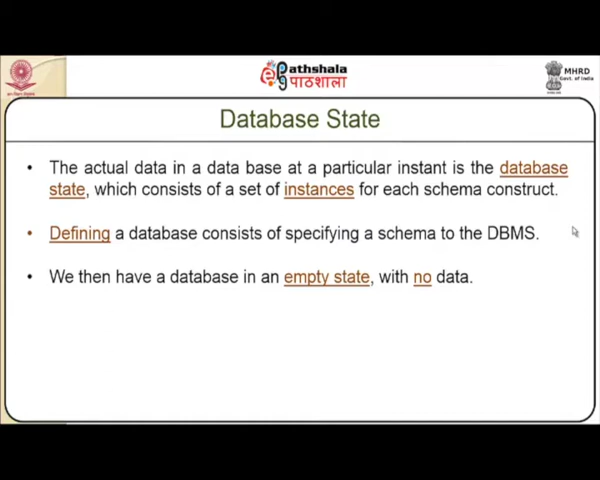 ePathshala
पाठशाला
MHRD
Govt. of India
Database State
• The actual data in a data base at a particular instant is the database
state, which consists of a set of instances for each schema construct.
• Defining a database consists of specifying a schema to the DBMS.
• We then have a database in an empty state, with no data.